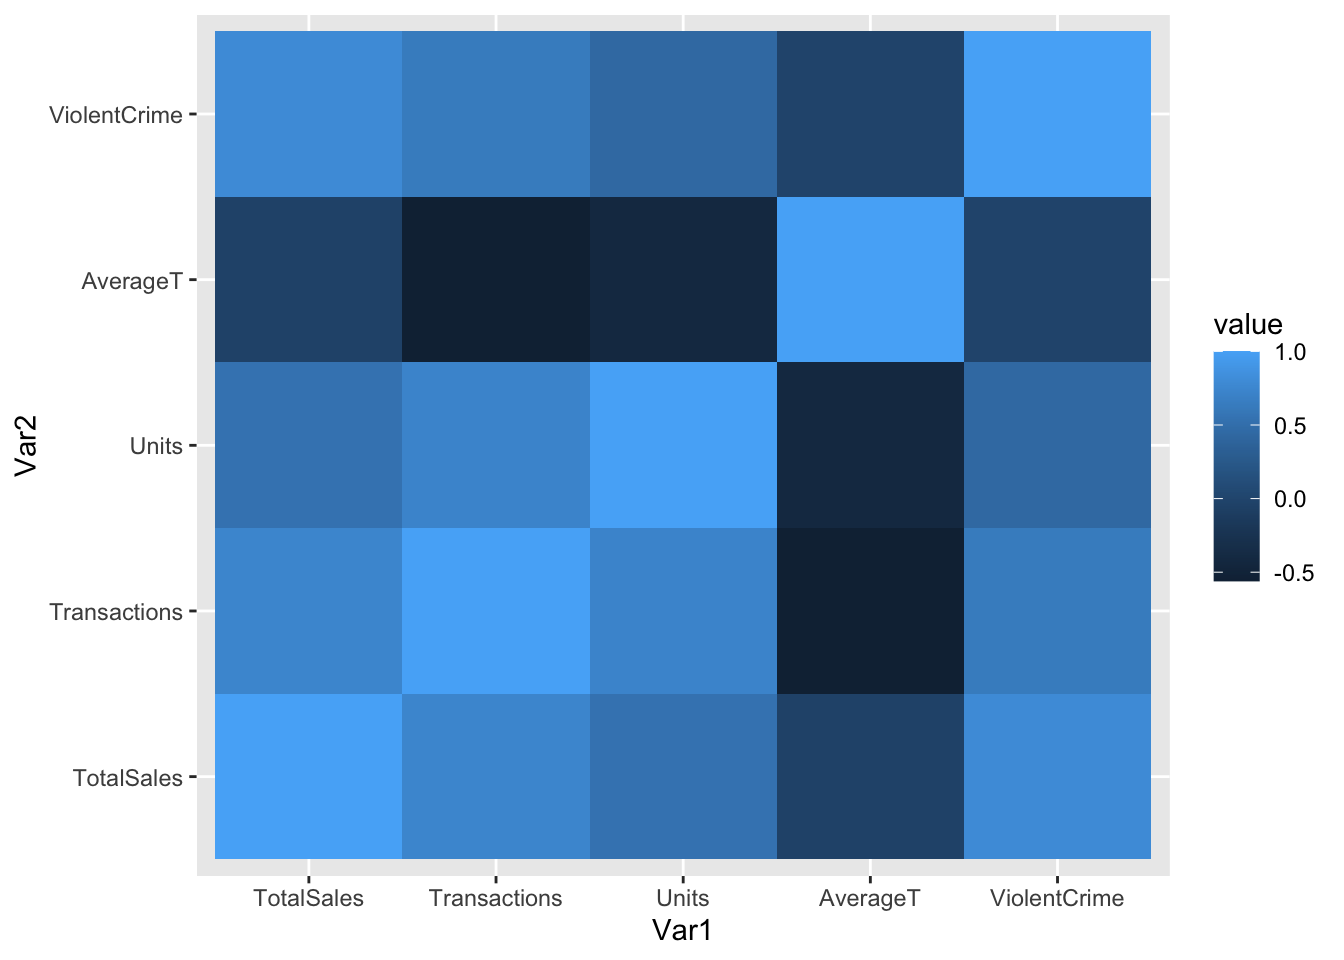 ViolentCrime
AverageT
Units
Transactions
TotalSales
Var2
TotalSales Transactions Units AverageT ViolentCrime
Var1
value
1.0
0.5
0.0
-0.5